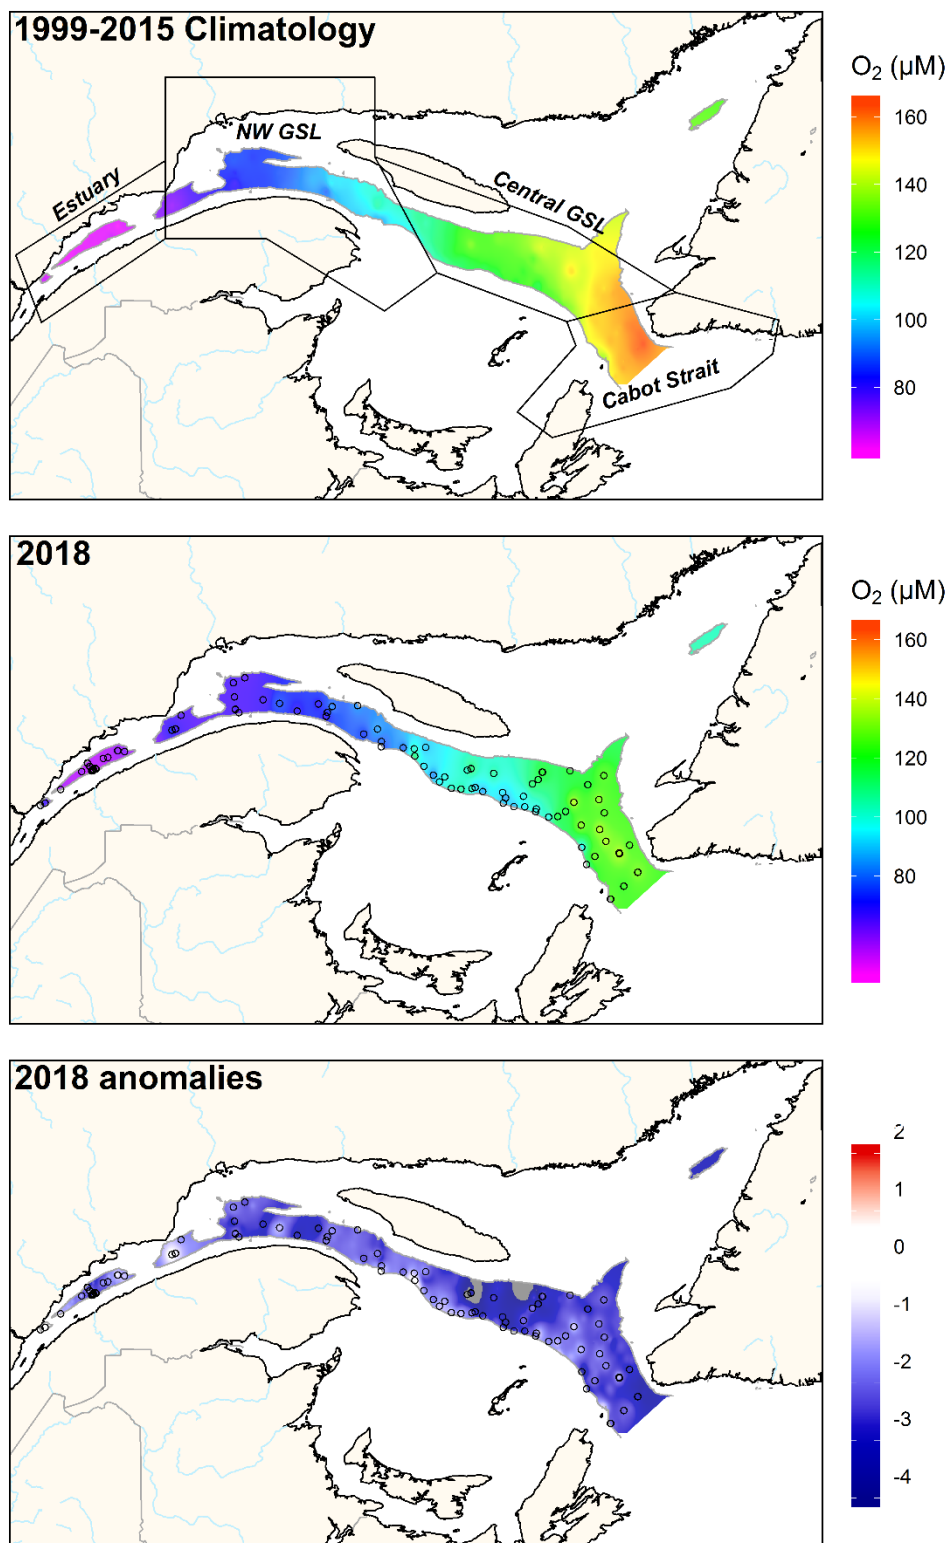 1999-2015 Climatology
O₂ (µM)
NW GSL
Estuary
Central GSL
Cabot Strait
160
140
120
100
80
2018
O₂ (µM)
160
140
120
100
80
2018 anomalies
2
1
0
-1
-2
-3
-4